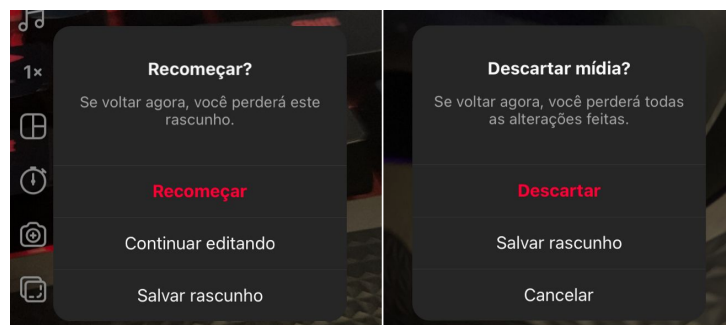 1×
Recomeçar?
Se voltar agora, você perderá este
rascunho.
Recomeçar
Continuar editando
Salvar rascunho
Descartar mídia?
Se voltar agora, você perderá todas
as alterações feitas.
Descartar
Salvar rascunho
Cancelar